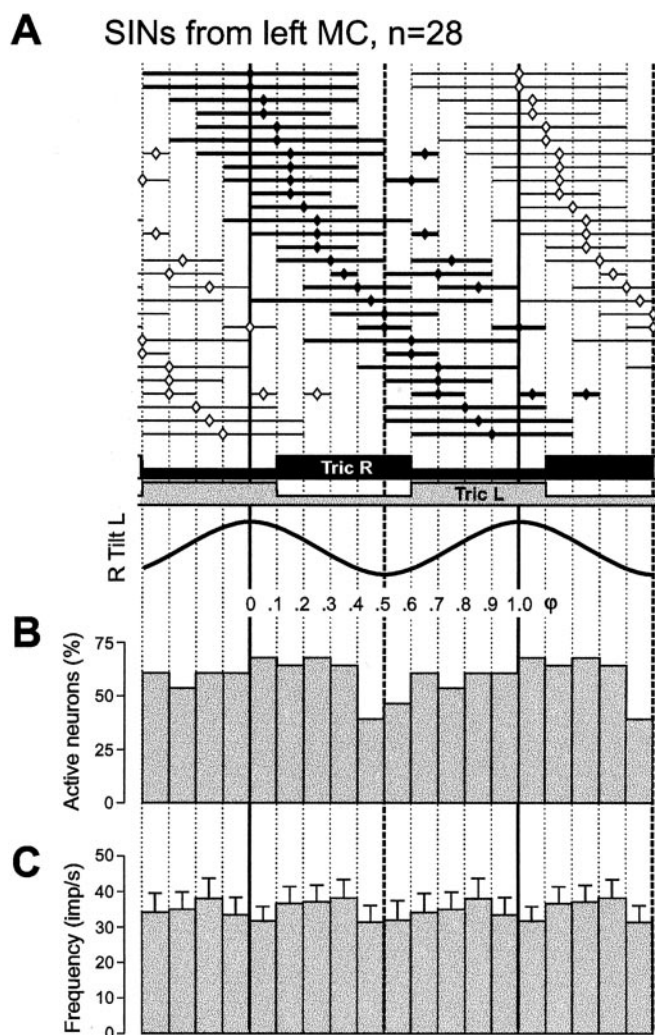 A SINs from left MC, n=28
Tric R
Tric L
R Tilt L
0 .1 .2 .3 .4 .5 .6 .7 .8 .9 1.0 φ
B
Active neurons (%)
75
50
25
0
C
Frequency (imp/s)
50
40
30
20
10
0